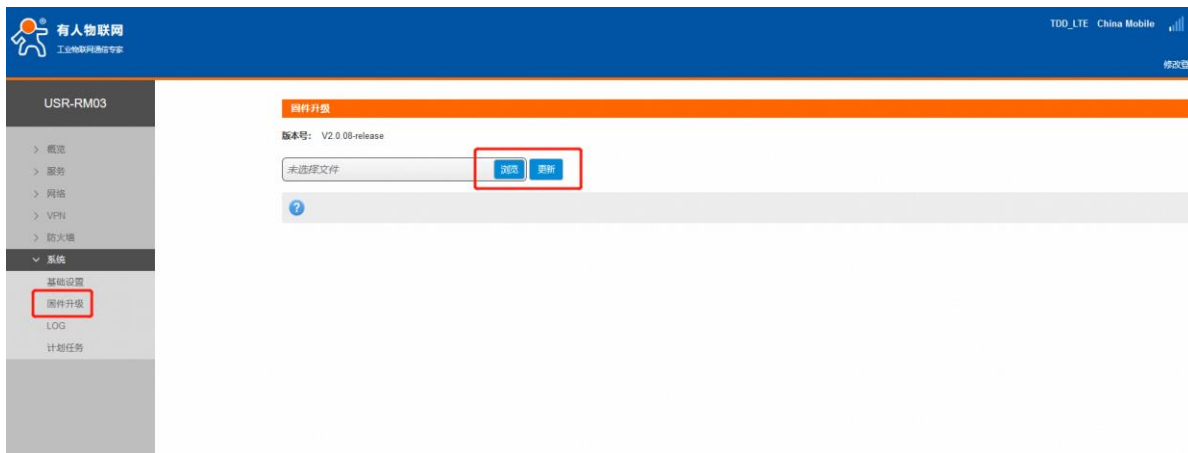 有人物联网
工业物联网通信专家
TDD_LTE China Mobile
修改登
USR-RM03
> 概览
> 服务
> 网络
> VPN
> 防火墙
系统
基础设置
固件升级
LOG
计划任务
固件升级
版本号： V2.0.08-release
未选择文件 浏览 更新
?